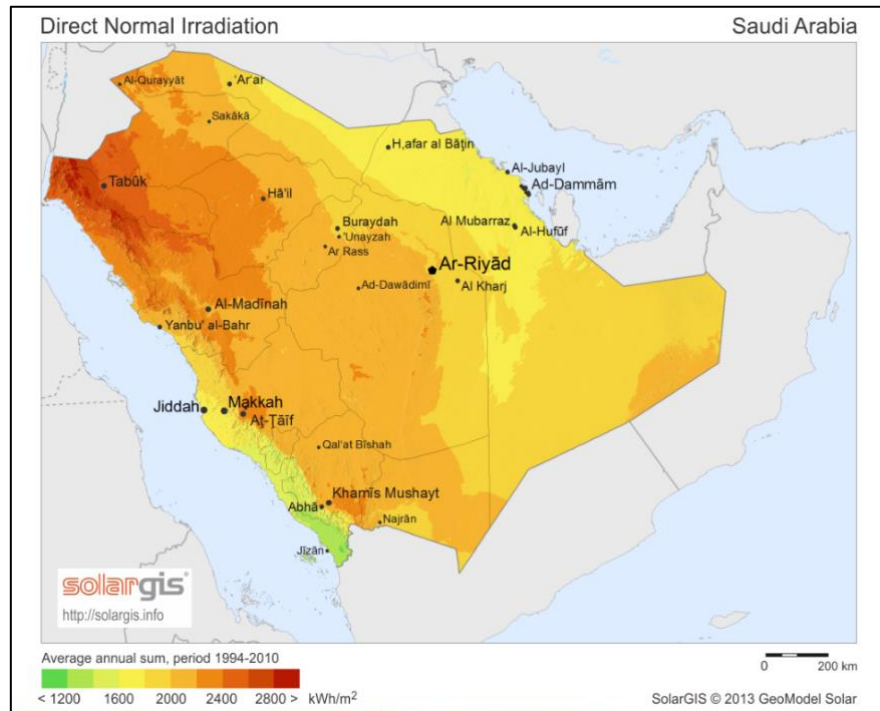 Direct Normal Irradiation
Saudi Arabia
Al-Qurayyāt
'Ar'ar
Sakākā
H,afar al Bāţin
Al-Jubayl
Tabūk
Ad-Dammām
Hā'il
Buraydah
Al Mubarraz
'Unayzah
Al-Hufūf
Ar Rass
Ar-Riyāḍ
Al Kharj
Ad-Dawādimī
Al-Madīnah
Yanbu' al-Bahr
Jiddah
Makkah
Aţ-Ţāīf
Qal'at Bīshah
Khamīs Mushayt
Abhā
Najrān
Jīzān
solargis
http://solargis.info
Average annual sum, period 1994-2010
0 200 km
< 1200 1600 2000 2400 2800 > kWh/m²
SolarGIS © 2013 GeoModel Solar